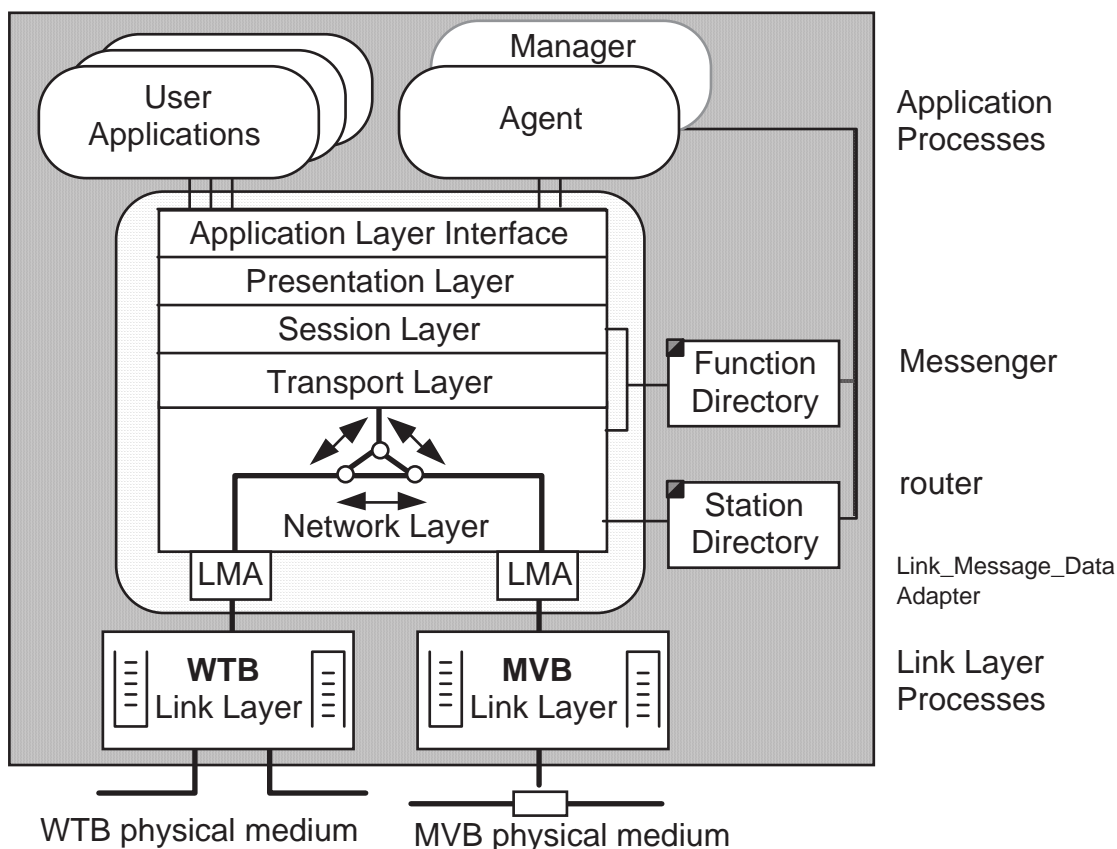 Manager
User
Applications
Agent
Application
Processes
Application Layer Interface
Presentation Layer
Session Layer
Transport Layer
Function
Directory
Messenger
Network Layer
Station
Directory
router
LMA
LMA
Link_Message_Data
Adapter
WTB
Link Layer
MVB
Link Layer
Link Layer
Processes
WTB physical medium
MVB physical medium